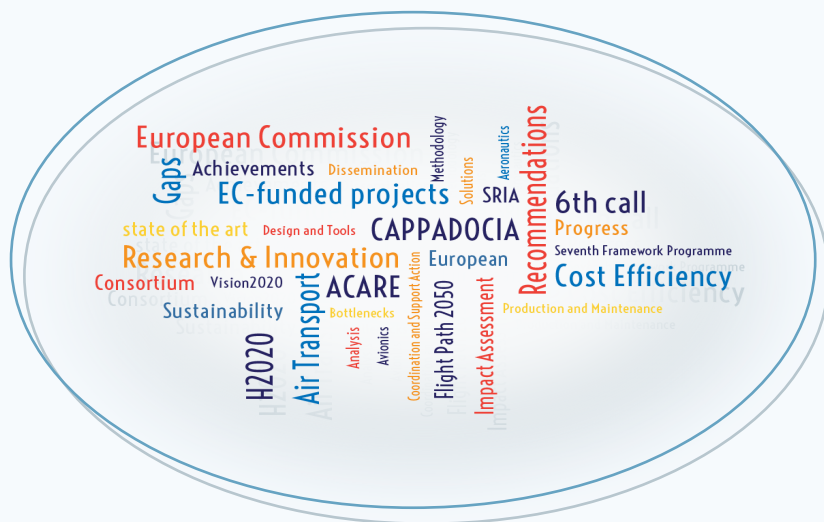 European Commission
Methodology
Aeronautics
Recommendations
Gaps
Achievements
Dissemination
Solutions
EC-funded projects
SRIA
6th call
state of the art
Design and Tools
CAPPADOCIA
Progress
Research & Innovation
European
Seventh Framework Programme
Consortium
Vision2020
ACARE
Coordination and Support Action
Cost Efficiency
Sustainability
Air Transport
Bottlenecks
Flight Path 2050
Impact Assessment
Production and Maintenance
H2020
Analysis
Avionics